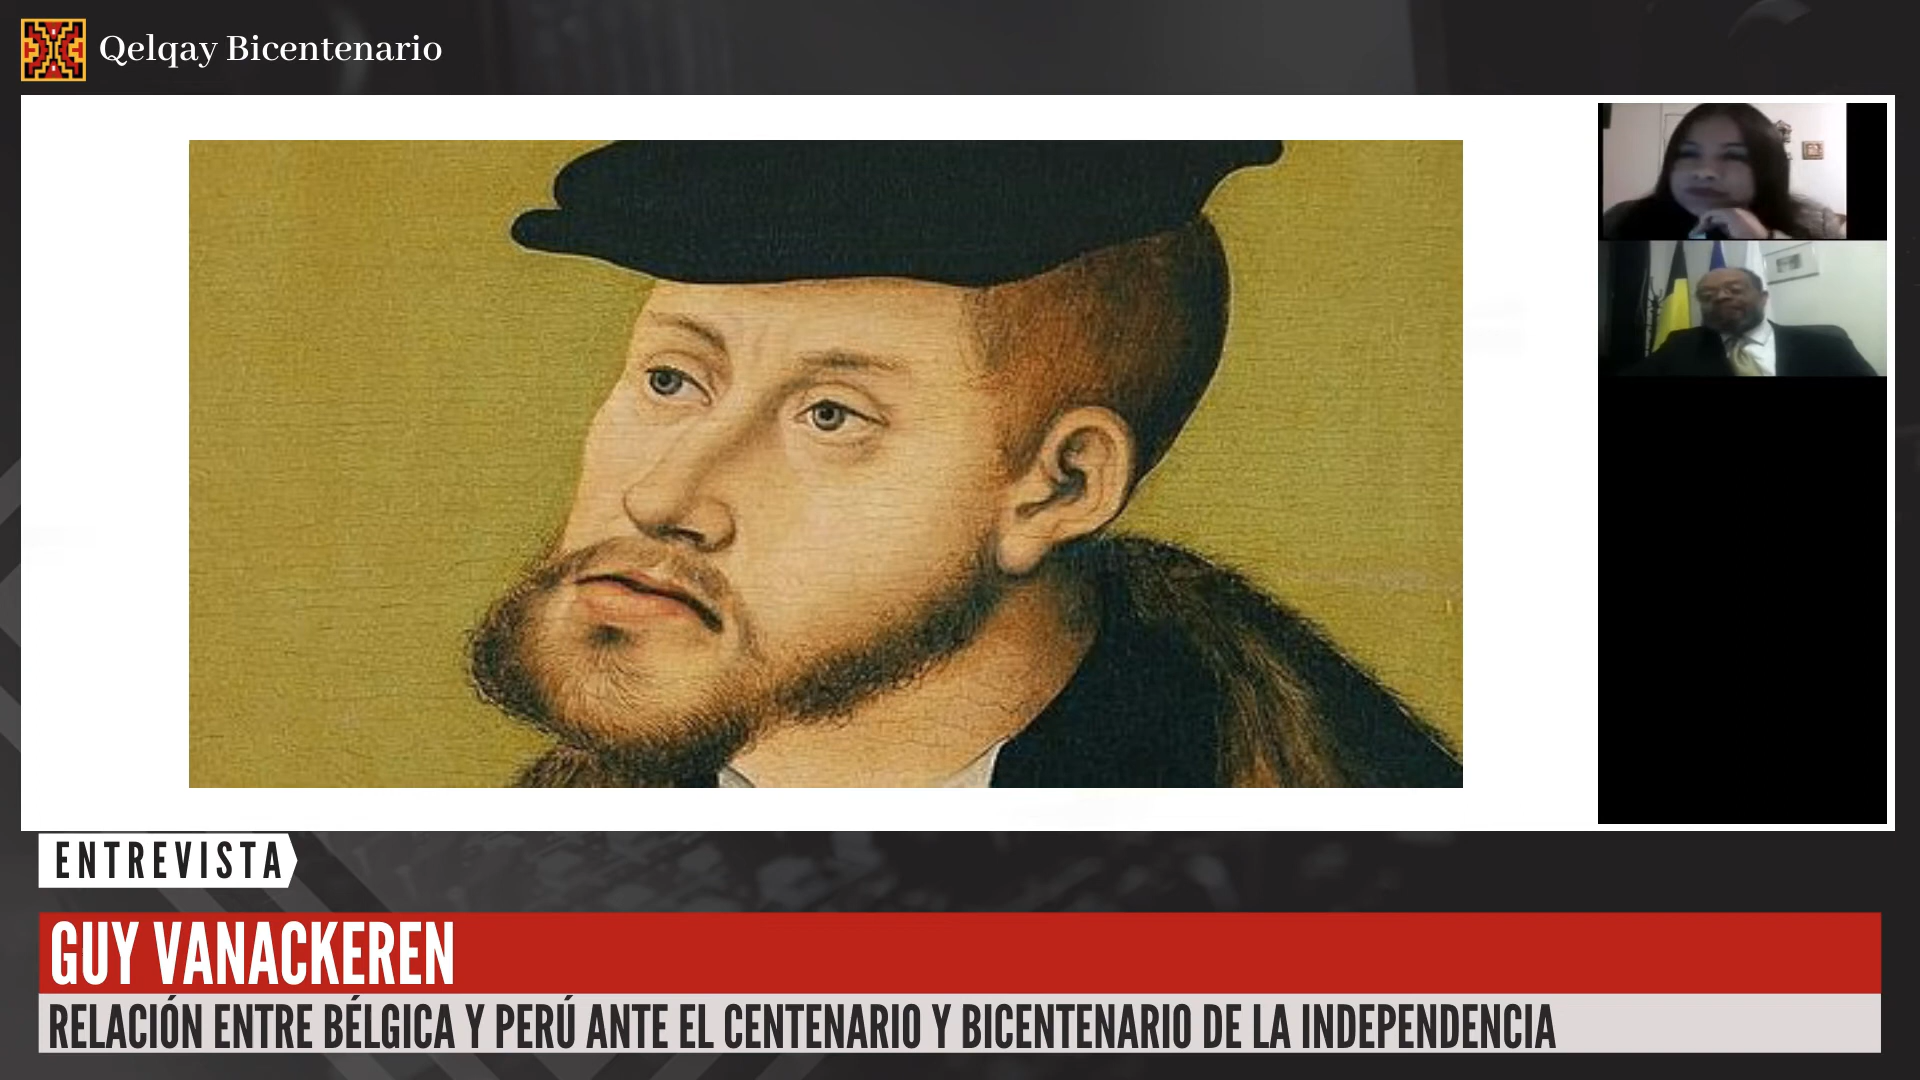 Qelqay Bicentenario
ENTREVISTA
GUY VANACKEREN
RELACIÓN ENTRE BÉLGICA Y PERÚ ANTE EL CENTENARIO Y BICENTENARIO DE LA INDEPENDENCIA